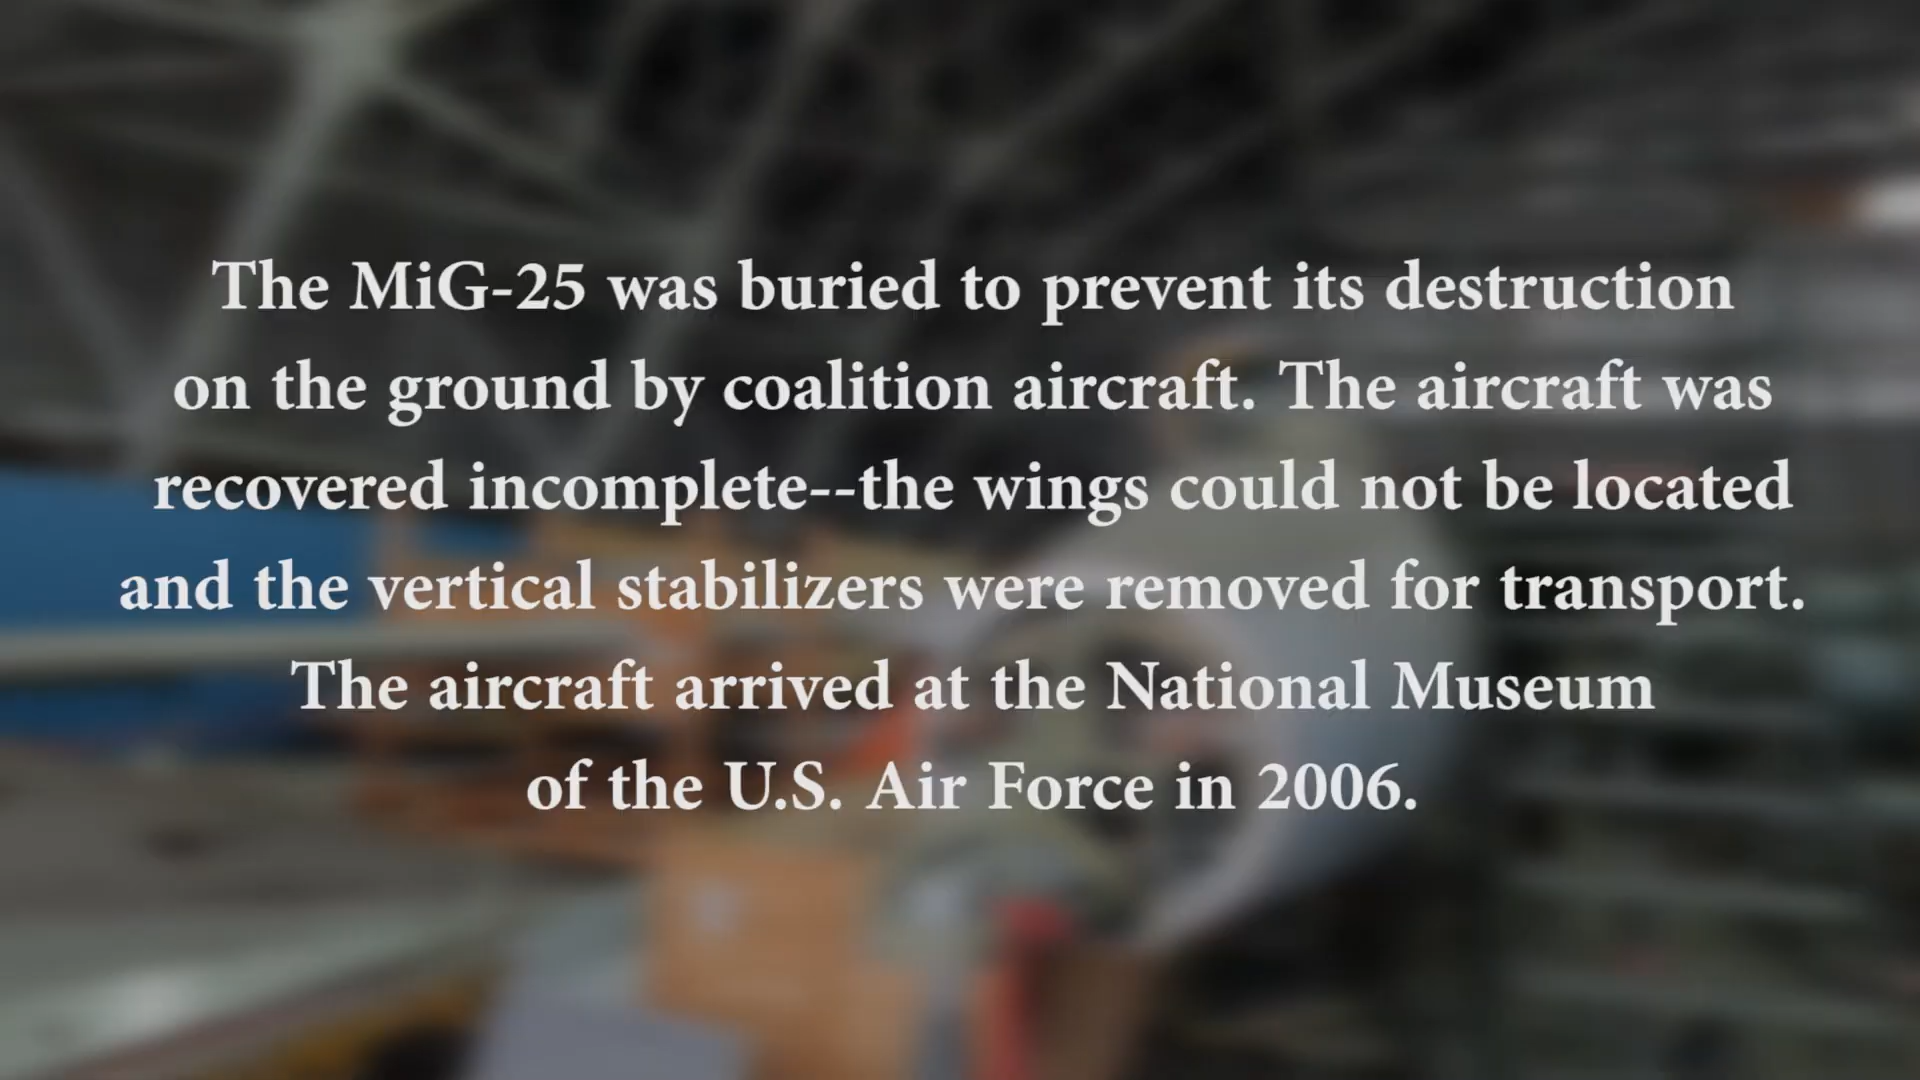 The MiG-25 was buried to prevent its destruction
on the ground by coalition aircraft. The aircraft was
recovered incomplete--the wings could not be located
and the vertical stabilizers were removed for transport.
The aircraft arrived at the National Museum
of the U.S. Air Force in 2006.